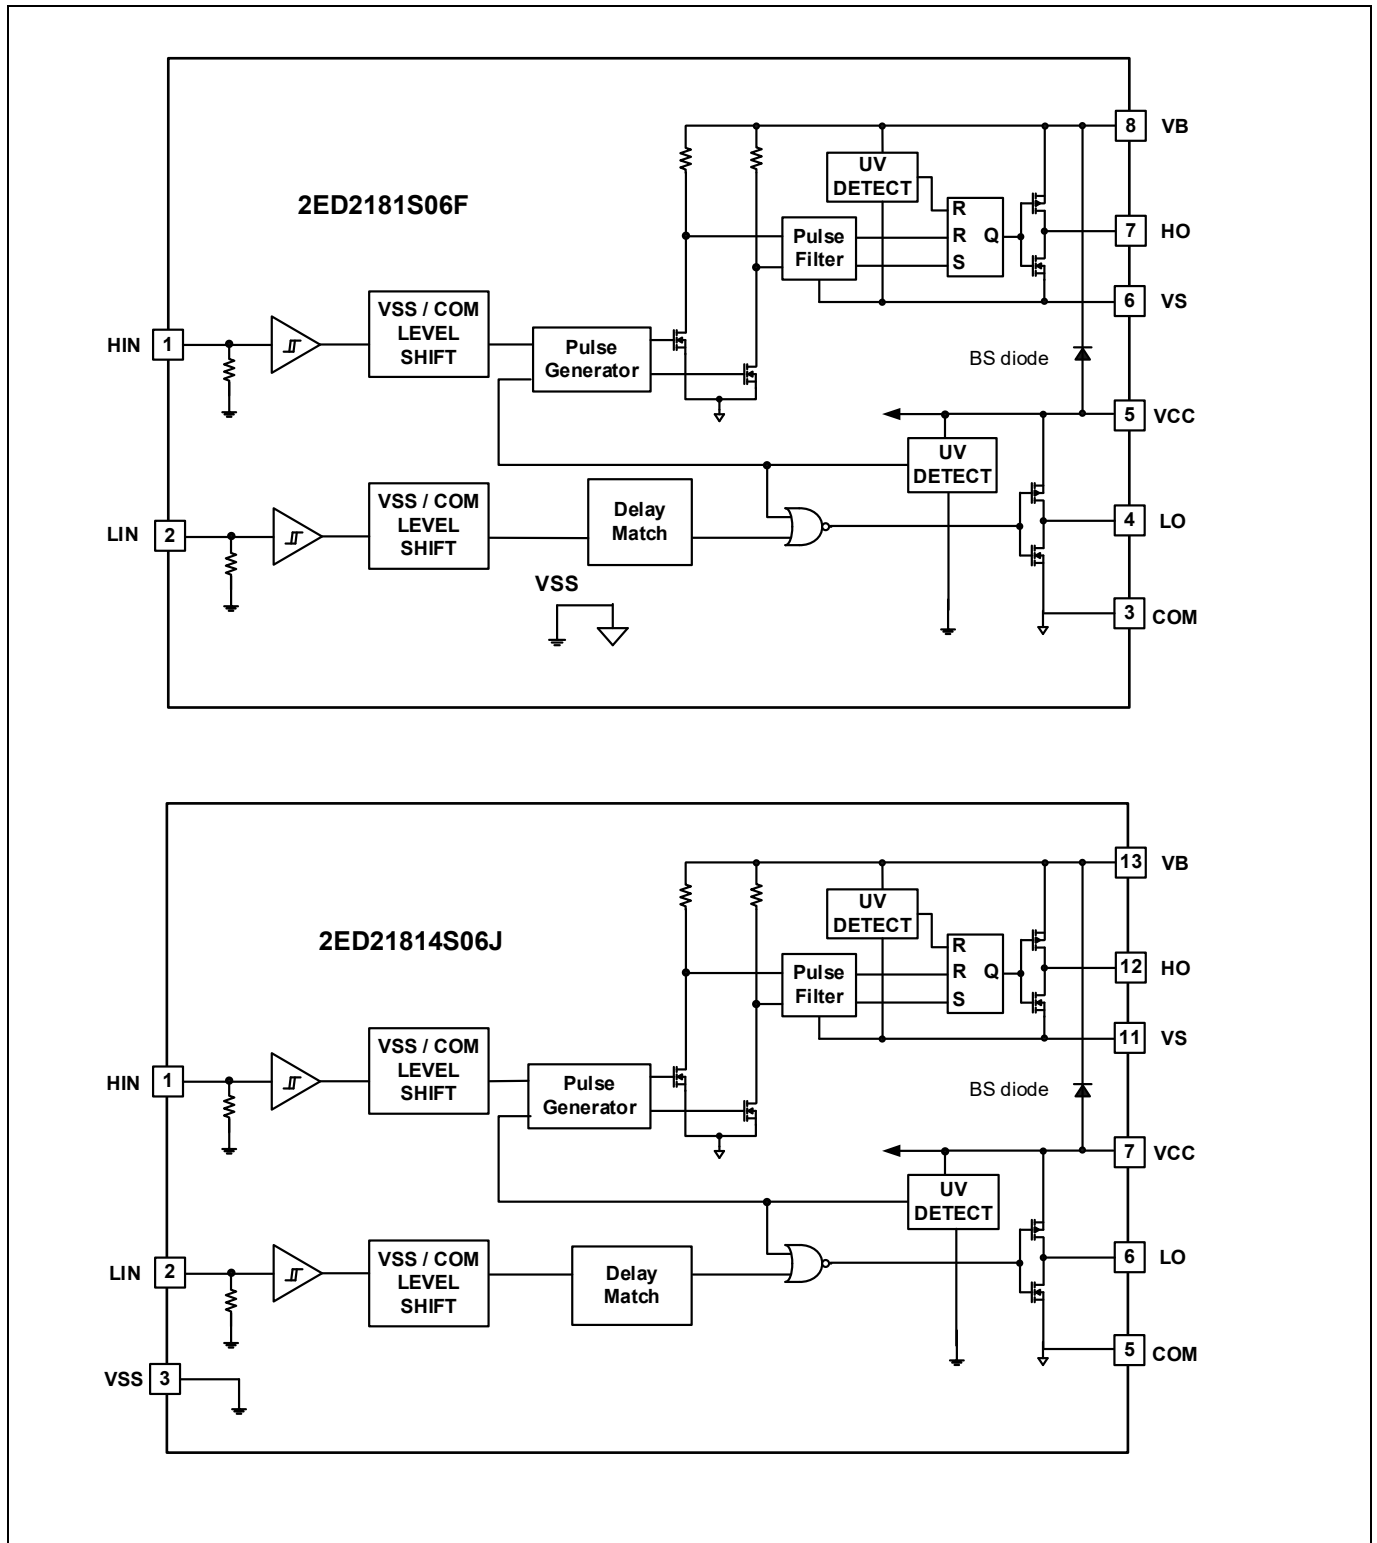 8 VB
UV
DETECT
2ED2181S06F
R
R Q
S
Pulse
Filter
7 HO
6 VS
VSS / COM
LEVEL
SHIFT
HIN 1
Pulse
Generator
BS diode
5 VCC
UV
DETECT
VSS / COM
LEVEL
SHIFT
Delay
Match
LIN 2
4 LO
VSS
3 COM
13 VB
UV
DETECT
2ED21814S06J
R
R Q
S
Pulse
Filter
12 HO
11 VS
VSS / COM
LEVEL
SHIFT
HIN 1
Pulse
Generator
BS diode
7 VCC
UV
DETECT
VSS / COM
LEVEL
SHIFT
Delay
Match
LIN 2
6 LO
5 COM
VSS 3